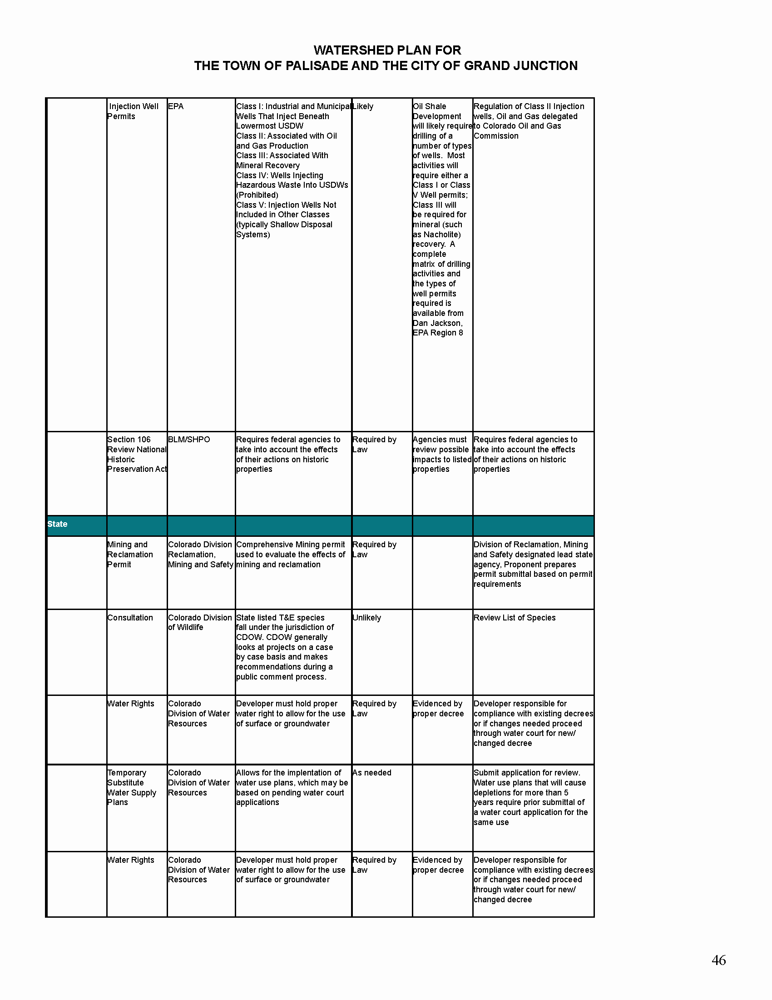 WATERSHED PLAN FOR
THE TOWN OF PALISADE AND THE CITY OF GRAND JUNCTION
Injection Well
Permits
EPA
Class I: Industrial and Municipal
Wells That Inject Beneath
Lowermost USDW
Class II: Associated with Oil
and Gas Production
Class III: Associated With
Mineral Recovery
Class IV: Wells Injecting
Hazardous Waste Into USDWs
(Prohibited)
Class V: Injection Wells Not
Included in Other Classes
(typically Shallow Disposal
Systems)
Likely
Oil Shale
Development
will likely require
drilling of a
number of types
of wells.  Most
activities will
require either a
Class I or Class
V Well permits;
Class III will
be required for
mineral (such
as Nacholite)
recovery.  A
complete
matrix of drilling
activities and
the types of
well permits
required is
available from
Dan Jackson,
EPA Region 8
Regulation of Class II Injection
wells, Oil and Gas delegated
to Colorado Oil and Gas
Commission
Section 106
Review National
Historic
Preservation Act
BLM/SHPO
Requires federal agencies to
take into account the effects
of their actions on historic
properties
Required by
Law
Agencies must
review possible
impacts to listed
properties
Requires federal agencies to
take into account the effects
of their actions on historic
properties
State
Mining and
Reclamation
Permit
Colorado Division
Reclamation,
Mining and Safety
Comprehensive Mining permit
used to evaluate the effects of
mining and reclamation
Required by
Law
Division of Reclamation, Mining
and Safety designated lead state
agency, Proponent prepares
permit submittal based on permit
requirements
Consultation
Colorado Division
of Wildlife
State listed T&E species
fall under the jurisdiction of
CDOW. CDOW generally
looks at projects on a case
by case basis and makes
recommendations during a
public comment process.
Unlikely
Review List of Species
Water Rights
Colorado
Division of Water
Resources
Developer must hold proper
water right to allow for the use
of surface or groundwater
Required by
Law
Evidenced by
proper decree
Developer responsible for
compliance with existing decrees
or if changes needed proceed
through water court for new/
changed decree
Temporary
Substitute
Water Supply
Plans
Colorado
Division of Water
Resources
Allows for the implentation of
water use plans, which may be
based on pending water court
applications
As needed
Submit application for review.
Water use plans that will cause
depletions for more than 5
years require prior submittal of
a water court application for the
same use
Water Rights
Colorado
Division of Water
Resources
Developer must hold proper
water right to allow for the use
of surface or groundwater
Required by
Law
Evidenced by
proper decree
Developer responsible for
compliance with existing decrees
or if changes needed proceed
through water court for new/
changed decree
46